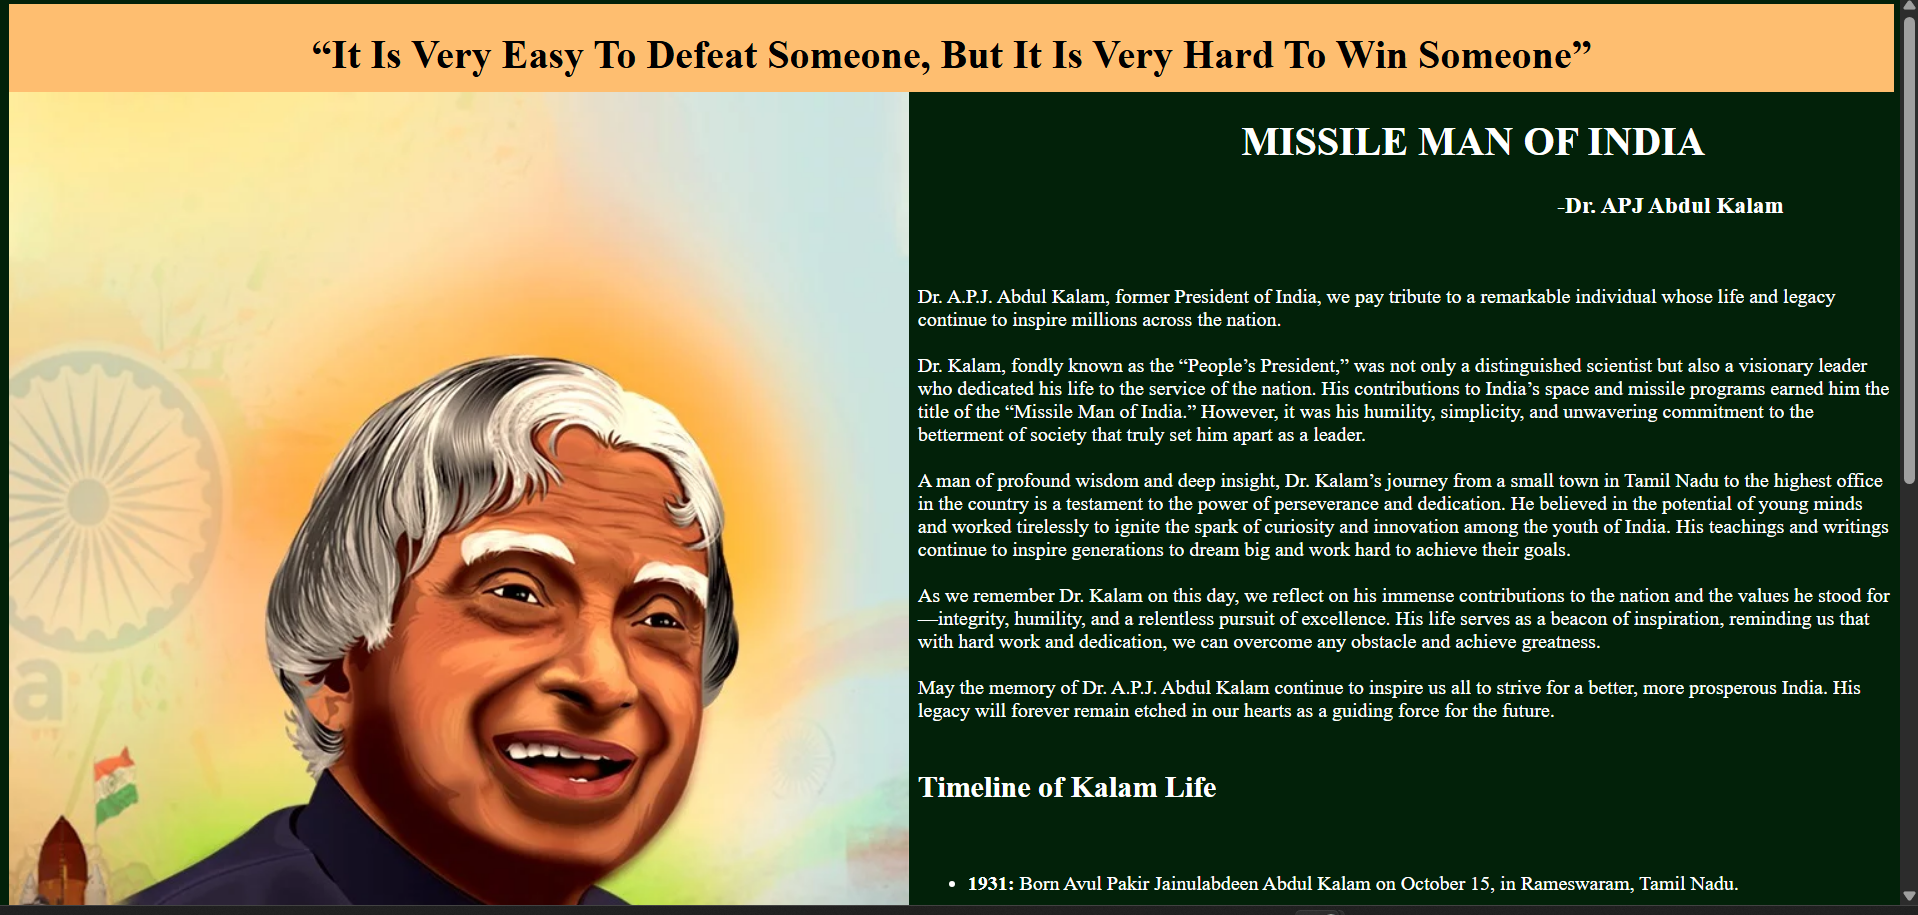 “It Is Very Easy To Defeat Someone, But It Is Very Hard To Win Someone”
a
MISSILE MAN OF INDIA
-Dr. APJ Abdul Kalam
Dr. A.P.J. Abdul Kalam, former President of India, we pay tribute to a remarkable individual whose life and legacy
continue to inspire millions across the nation.
Dr. Kalam, fondly known as the “People’s President,” was not only a distinguished scientist but also a visionary leader
who dedicated his life to the service of the nation. His contributions to India’s space and missile programs earned him the
title of the “Missile Man of India.” However, it was his humility, simplicity, and unwavering commitment to the
betterment of society that truly set him apart as a leader.
A man of profound wisdom and deep insight, Dr. Kalam’s journey from a small town in Tamil Nadu to the highest office
in the country is a testament to the power of perseverance and dedication. He believed in the potential of young minds
and worked tirelessly to ignite the spark of curiosity and innovation among the youth of India. His teachings and writings
continue to inspire generations to dream big and work hard to achieve their goals.
As we remember Dr. Kalam on this day, we reflect on his immense contributions to the nation and the values he stood for
—integrity, humility, and a relentless pursuit of excellence. His life serves as a beacon of inspiration, reminding us that
with hard work and dedication, we can overcome any obstacle and achieve greatness.
May the memory of Dr. A.P.J. Abdul Kalam continue to inspire us all to strive for a better, more prosperous India. His
legacy will forever remain etched in our hearts as a guiding force for the future.
Timeline of Kalam Life
• 1931: Born Avul Pakir Jainulabdeen Abdul Kalam on October 15, in Rameswaram, Tamil Nadu.